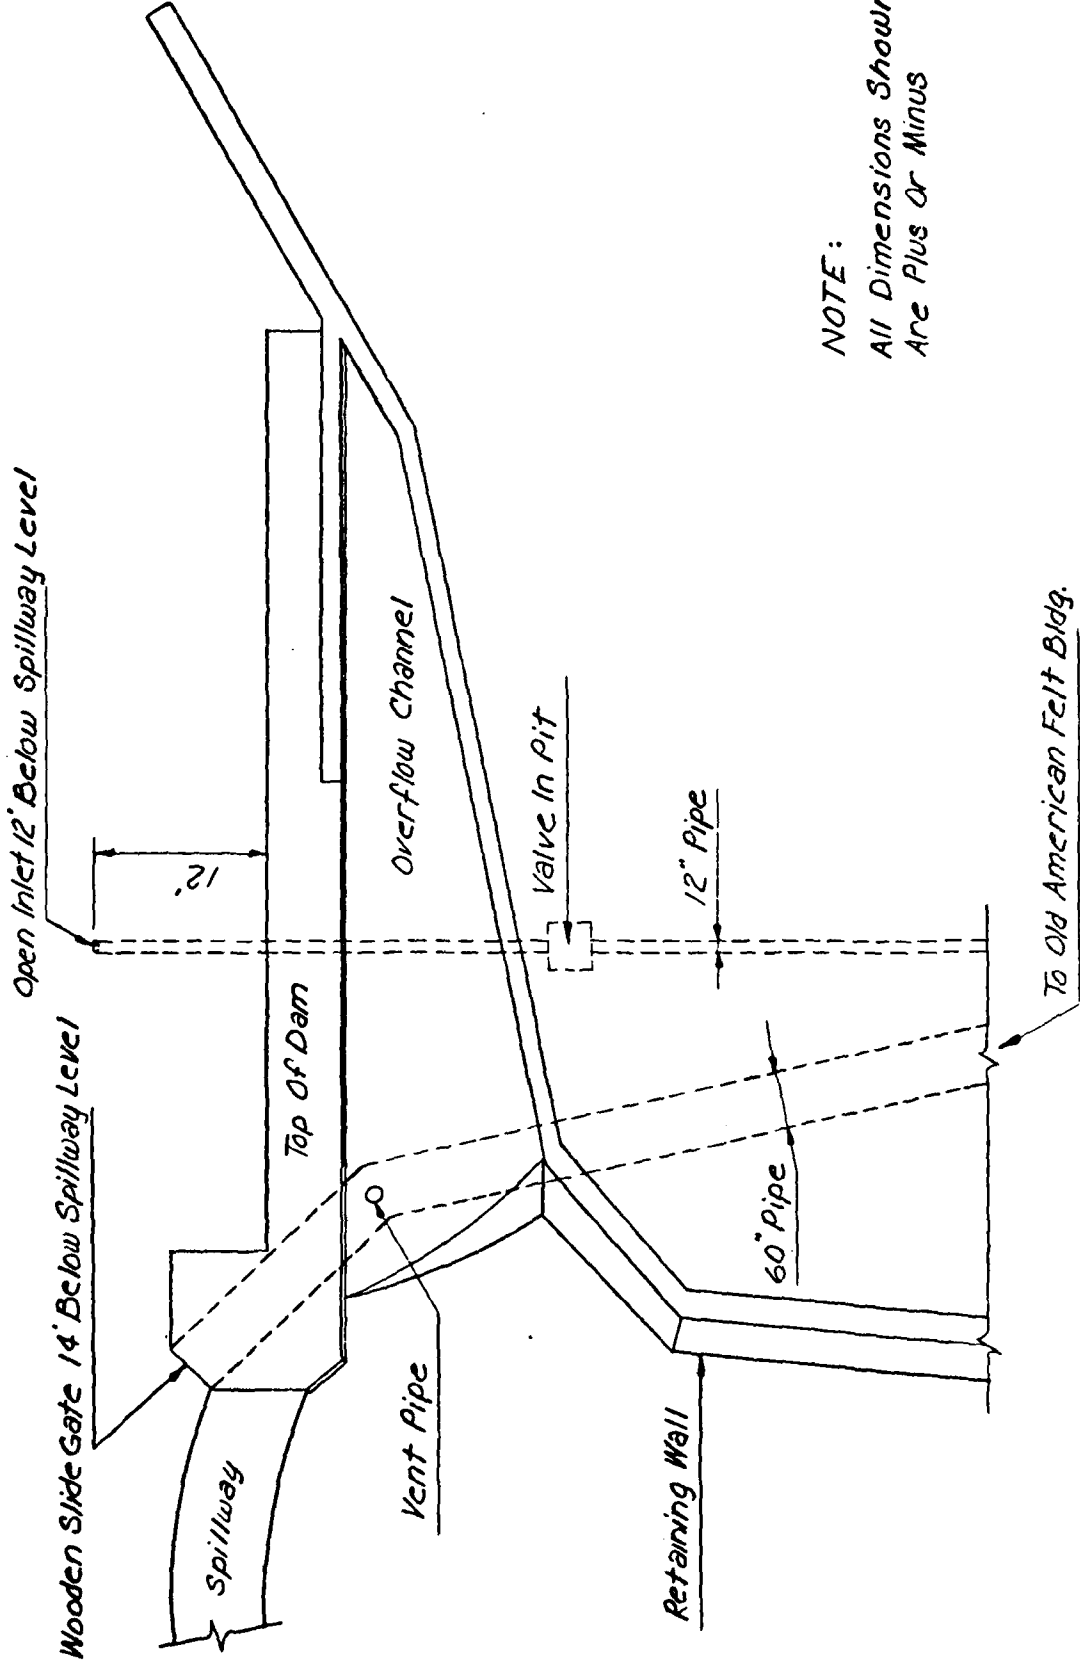 Open Inlet 12' Below Spillway Level
Wooden Slide Gate 14' Below Spillway Level
12'
Top Of Dam
Spillway
Overflow Channel
Vent Pipe
Valve In Pit
12" Pipe
60" Pipe
Retaining Wall
To Old American Felt Bldg.
NOTE:
All Dimensions Shown
Are Plus Or Minus